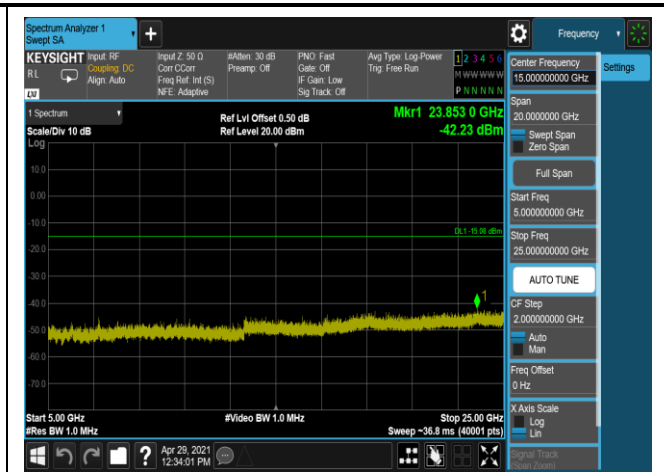 Spectrum Analyzer 1
Swept SA
+
Frequency
KEYSIGHT
RL
LXI
Input: RF
Coupling: DC
Align: Auto
Input Z: 50 Ω
Corr CCorr
Freq Ref: Int (S)
NFE: Adaptive
#Atten: 30 dB
Preamp: Off
PNO: Fast
Gate: Off
IF Gain: Low
Sig Track: Off
Avg Type: Log-Power
Trig: Free Run
1 2 3 4 5 6
M W W W W W
P N N N N N
1 Spectrum
Scale/Div 10 dB
Log
Ref Lvl Offset 0.50 dB
Ref Level 20.00 dBm
Mkr1 23.853 0 GHz
-42.23 dBm
10.0
0.00
-10.0
-20.0
-30.0
-40.0
-50.0
-60.0
-70.0
1
Start 5.00 GHz
#Res BW 1.0 MHz
#Video BW 1.0 MHz
Stop 25.00 GHz
Sweep ~36.8 ms (40001 pts)
Apr 29, 2021
12:34:01 PM
Center Frequency
15.000000000 GHz
Settings
Span
20.0000000 GHz
Swept Span
Zero Span
Full Span
Start Freq
5.000000000 GHz
Stop Freq
25.000000000 GHz
AUTO TUNE
CF Step
2.000000000 GHz
Auto
Man
Freq Offset
0 Hz
X Axis Scale
Log
Lin
Signal Track
(Span Zoom)